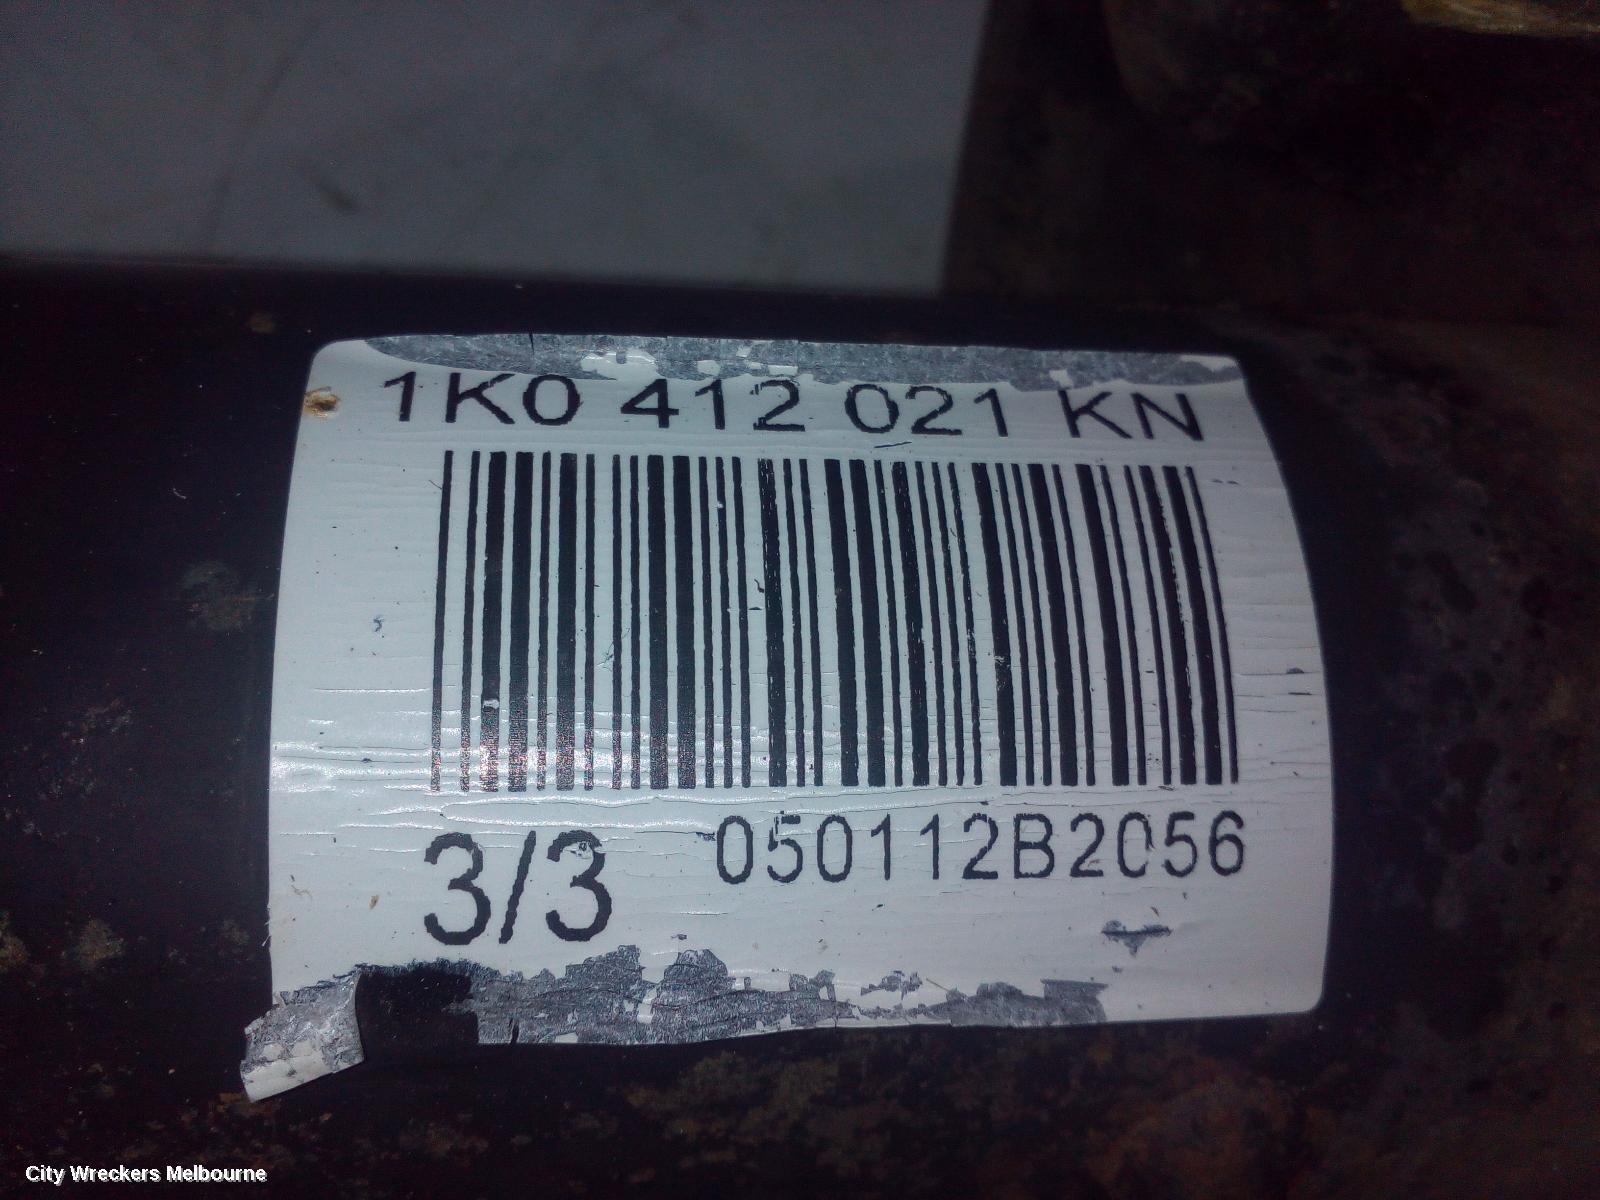 1K0 412 021 KN
3/3 050112B2056
City Wreckers Melbourne